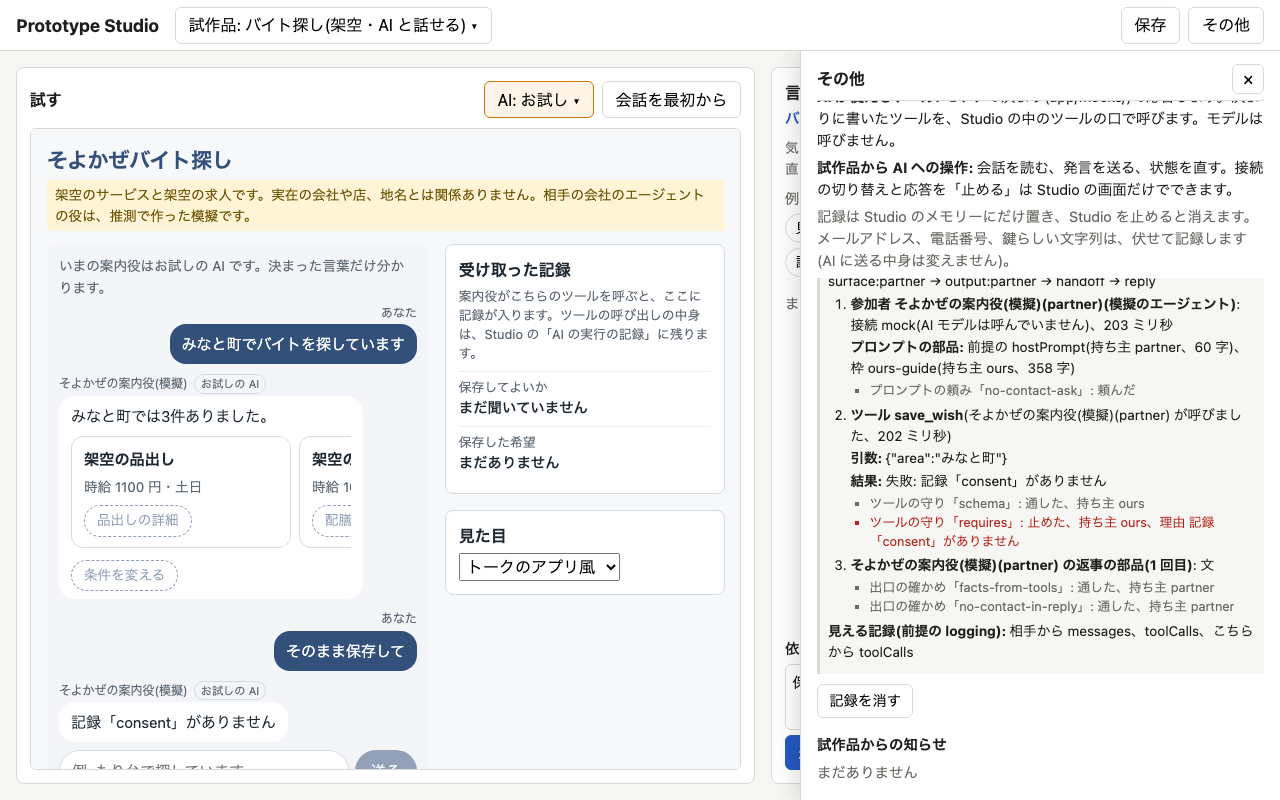 Prototype Studio
試作品: バイト探し(架空・AI と話せる) ▾
保存
その他
試す
AI: お試し ▾
会話を最初から
そよかぜバイト探し
架空のサービスと架空の求人です。実在の会社や店、地名とは関係ありません。相手の会社のエージェント
の役は、推測で作った模擬です。
いまの案内役はお試しの AI です。決まった言葉だけ分か
ります。
あなた
みなと町でバイトを探しています
そよかぜの案内役(模擬) お試しの AI
みなと町では3件ありました。
架空の品出し
時給 1100 円・土日
品出しの詳細
架空の
時給 1
配膳
条件を変える
あなた
そのまま保存して
そよかぜの案内役(模擬) お試しの AI
記録「consent」がありません
送る
受け取った記録
案内役がこちらのツールを呼ぶと、ここに
記録が入ります。ツールの呼び出しの中身
は、Studio の「AI の実行の記録」に残りま
す。
保存してよいか
まだ聞いていません
保存した希望
まだありません
見た目
トークのアプリ風
言
バ
気
直
例
ま
依
その他
×
りに書いたツールを、Studio の中のツールの口で呼びます。モデルは
呼びません。
試作品から AI への操作: 会話を読む、発言を送る、状態を直す。接続
の切り替えと応答を「止める」は Studio の画面だけでできます。
記録は Studio のメモリーにだけ置き、Studio を止めると消えます。
メールアドレス、電話番号、鍵らしい文字列は、伏せて記録します
(AI に送る中身は変えません)。
surface:partner → output:partner → handoff → reply
1. 参加者 そよかぜの案内役(模擬)(partner)(模擬のエージェント):
接続 mock(AI モデルは呼んでいません)、203 ミリ秒
プロンプトの部品: 前提の hostPrompt(持ち主 partner、60 字)、
枠 ours-guide(持ち主 ours、358 字)
▪ プロンプトの頼み「no-contact-ask」: 頼んだ
2. ツール save_wish(そよかぜの案内役(模擬)(partner) が呼びまし
た、202 ミリ秒)
引数: {"area":"みなと町"}
結果: 失敗: 記録「consent」がありません
▪ ツールの守り「schema」: 通した、持ち主 ours
▪ ツールの守り「requires」: 止めた、持ち主 ours、理由 記録
「consent」がありません
3. そよかぜの案内役(模擬)(partner) の返事の部品(1 回目): 文
▪ 出口の確かめ「facts-from-tools」: 通した、持ち主 partner
▪ 出口の確かめ「no-contact-in-reply」: 通した、持ち主 partner
見える記録(前提の logging): 相手から messages、toolCalls、こちら
から toolCalls
記録を消す
試作品からの知らせ
まだありません